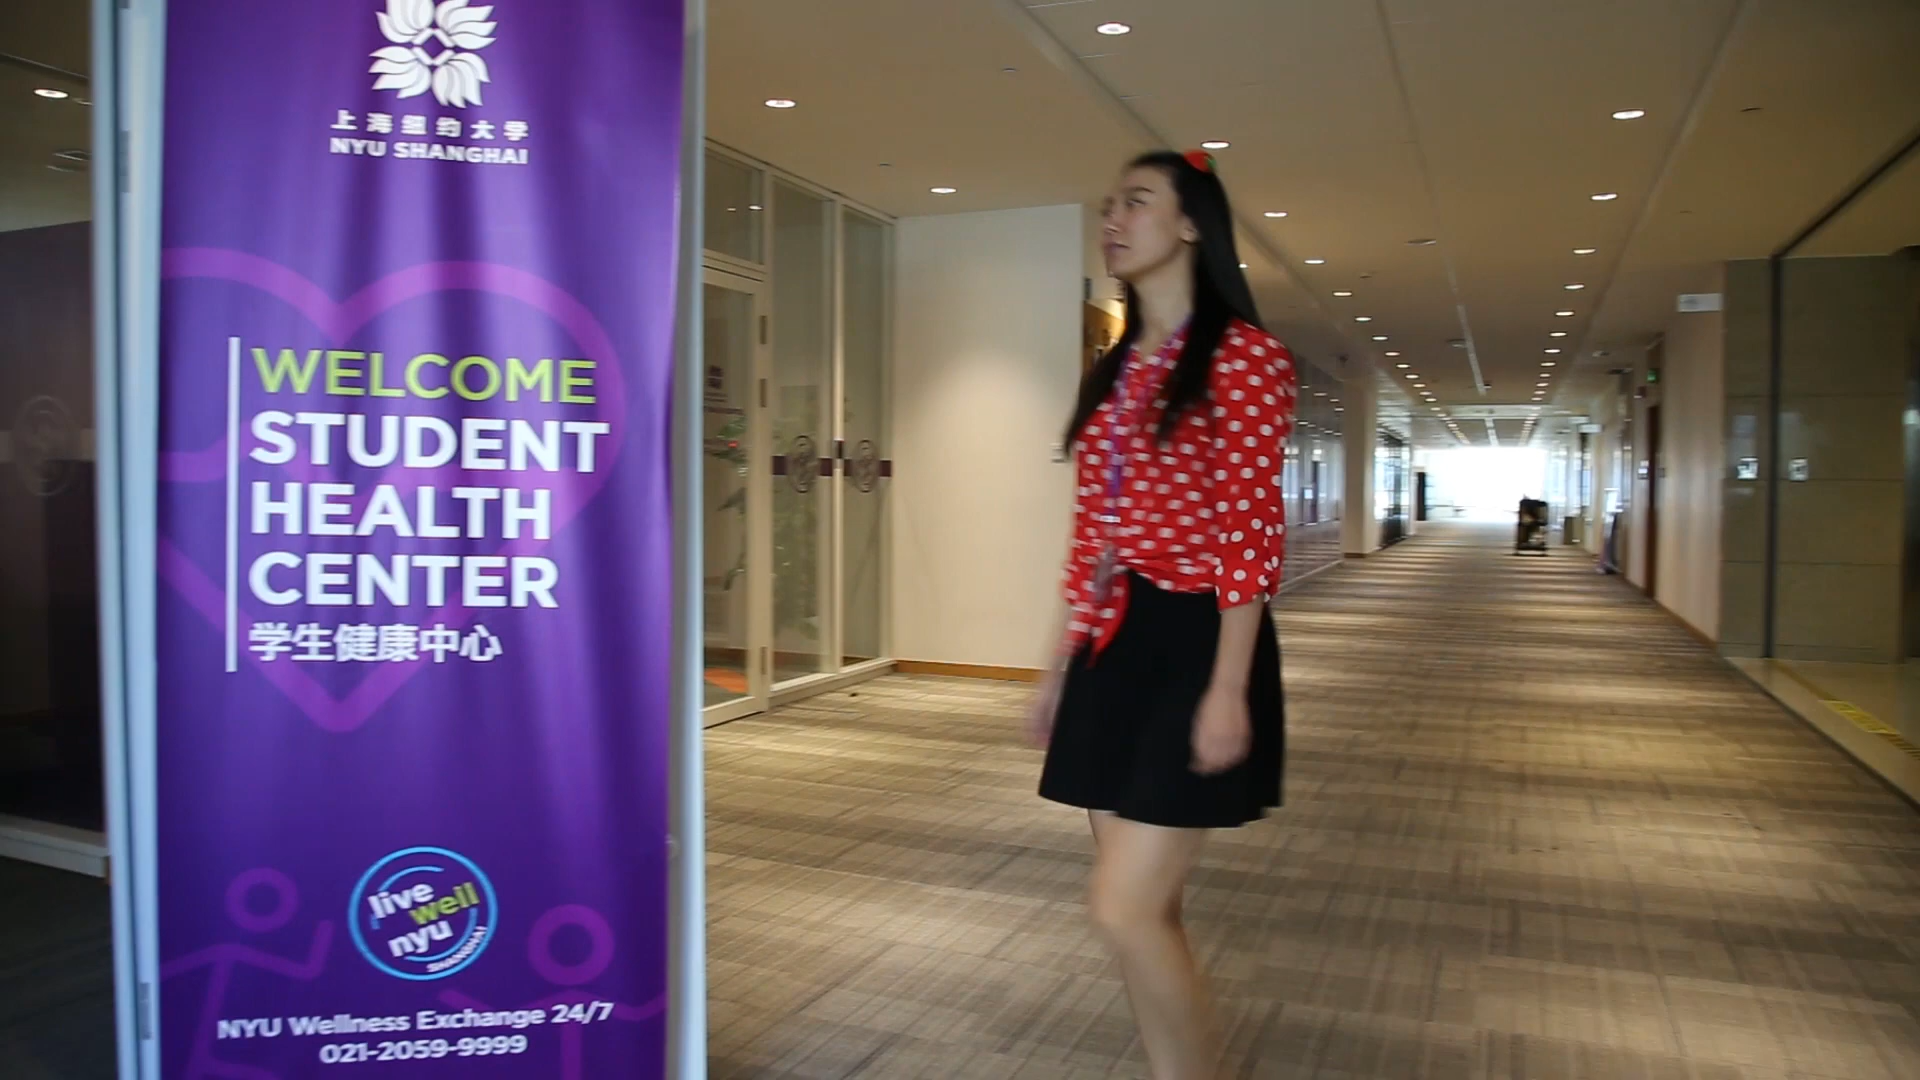 上海纽约大学
NYU SHANGHAI
WELCOME
STUDENT
HEALTH
CENTER
学生健康中心
live
well
nyu
SHANGHAI
NYU Wellness Exchange 24/7
021-2059-9999